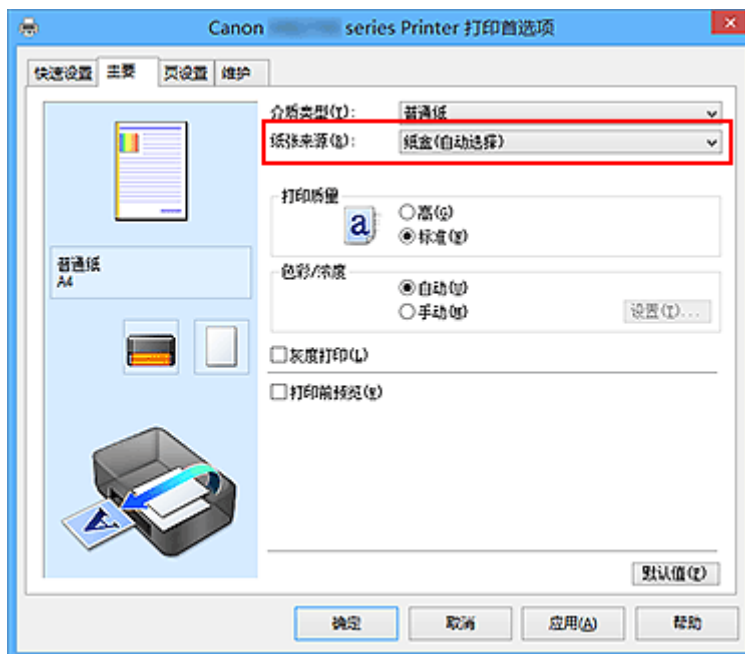 Canon series Printer 打印首选项
快速设置 主要 页设置 维护
介质类型(T): 普通纸
纸张来源(R): 纸盒(自动选择)
打印质量
a
高(G)
标准(Y)
普通纸
A4
色彩/浓度
自动(U)
手动(M)
设置(I)...
灰度打印(L)
打印前预览(V)
A
默认值(F)
确定 取消 应用(A) 帮助